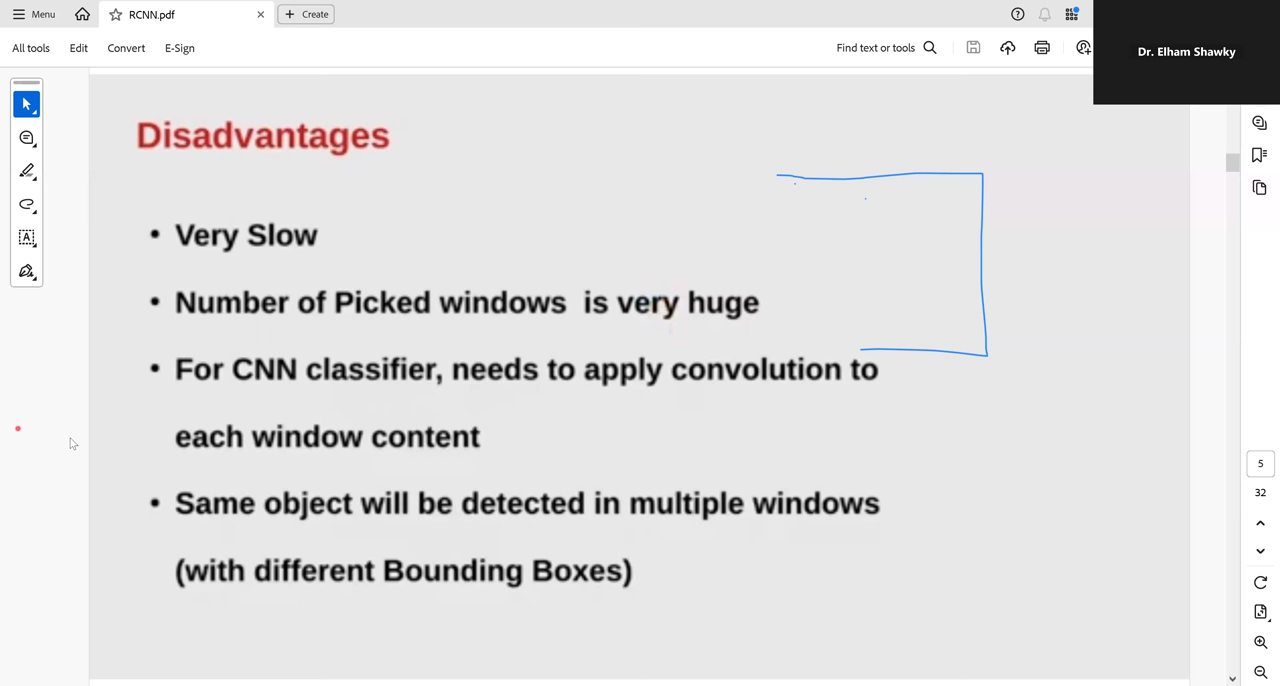 Menu
RCNN.pdf
Create
All tools
Edit
Convert
E-Sign
Find text or tools
Dr. Elham Shawky
Disadvantages
• Very Slow
• Number of Picked windows is very huge
• For CNN classifier, needs to apply convolution to
each window content
• Same object will be detected in multiple windows
(with different Bounding Boxes)
5
32